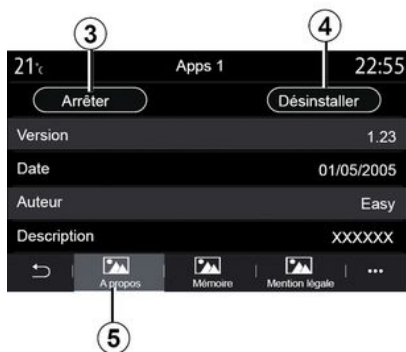 3 4
21°c Apps 1 22:55
Arrêter Désinstaller
Version 1.23
Date 01/05/2005
Auteur Easy
Description XXXXXX
A propos Mémoire Mention légale ...
5